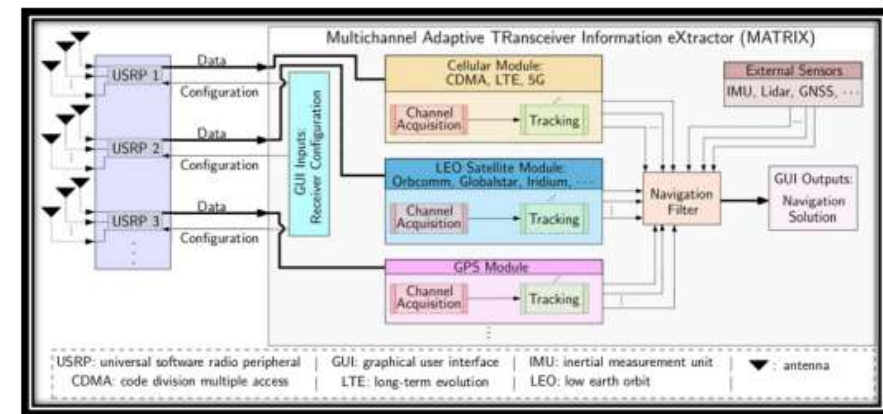 Multichannel Adaptive TRansceiver Information eXtractor (MATRIX)
USRP 1
Data
Configuration
USRP 2
Data
Configuration
USRP 3
Data
Configuration
GUI Inputs:
Receiver Configuration
Cellular Module:
CDMA, LTE, 5G
Channel
Acquisition
Tracking
LEO Satellite Module:
Orbcomm, Globalstar, Iridium, ···
Channel
Acquisition
Tracking
GPS Module
Channel
Acquisition
Tracking
External Sensors
IMU, Lidar, GNSS, ···
Navigation
Filter
GUI Outputs:
Navigation
Solution
USRP: universal software radio peripheral | GUI: graphical user interface | IMU: inertial measurement unit : antenna
CDMA: code division multiple access | LTE: long-term evolution | LEO: low earth orbit